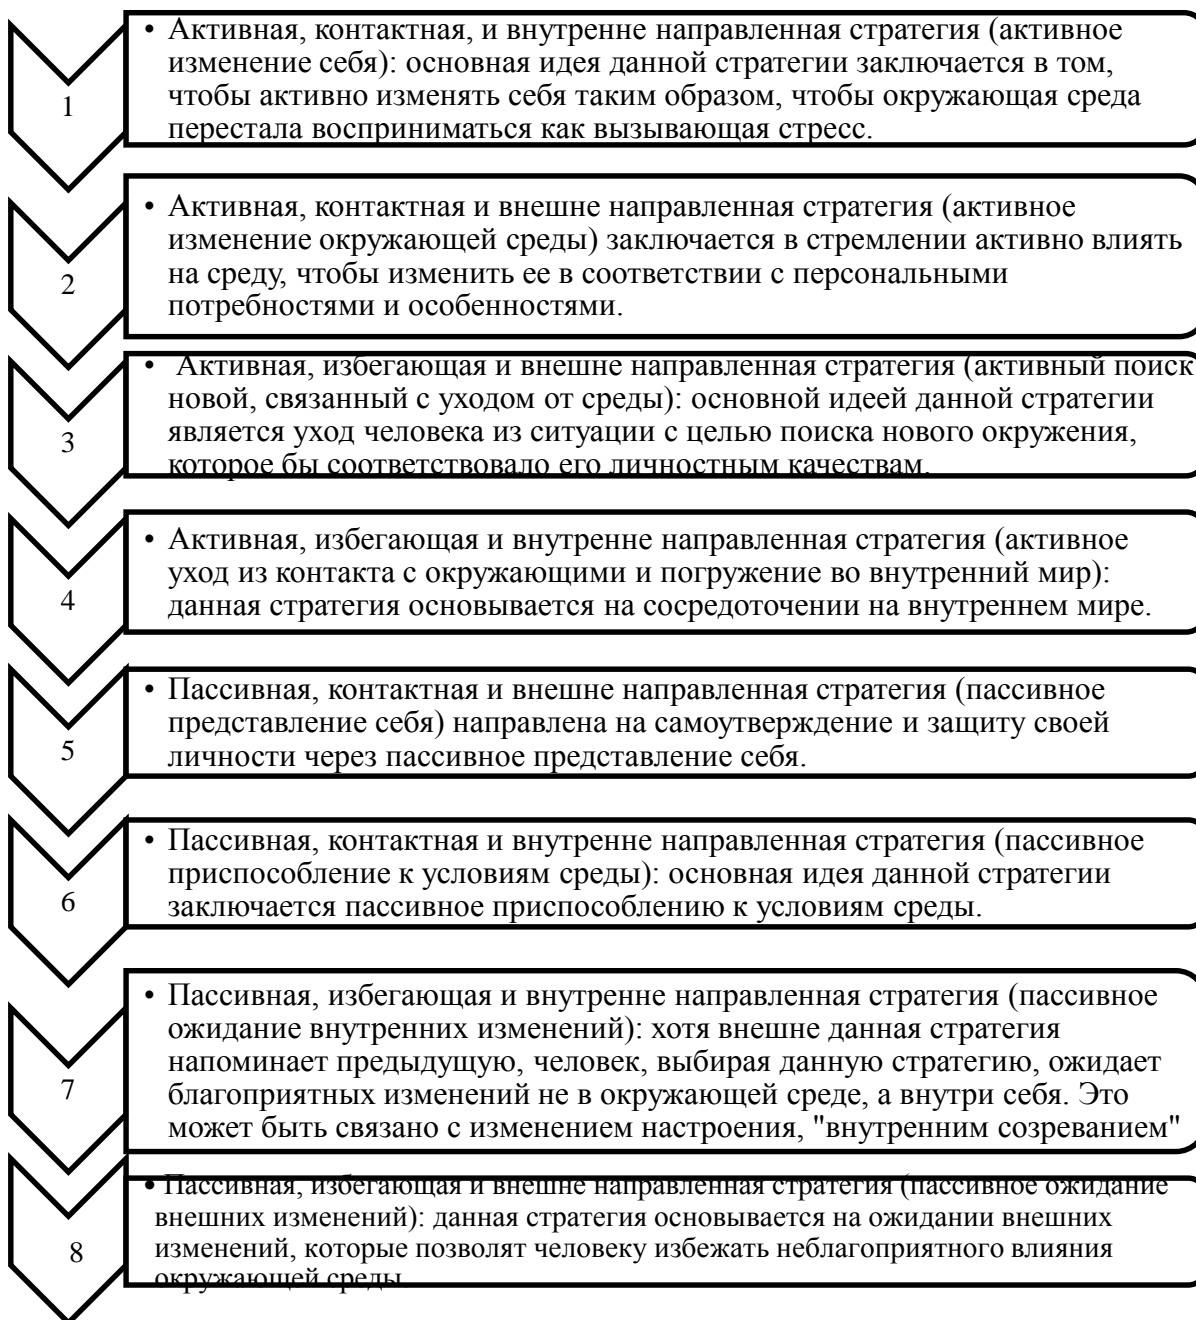 • Активная, контактная, и внутренне направленная стратегия (активное
изменение себя): основная идея данной стратегии заключается в том,
чтобы активно изменять себя таким образом, чтобы окружающая среда
перестала восприниматься как вызывающая стресс.
1
• Активная, контактная и внешне направленная стратегия (активное
изменение окружающей среды) заключается в стремлении активно влиять
на среду, чтобы изменить ее в соответствии с персональными
потребностями и особенностями.
2
• Активная, избегающая и внешне направленная стратегия (активный поиск
новой, связанный с уходом от среды): основной идеей данной стратегии
является уход человека из ситуации с целью поиска нового окружения,
которое бы соответствовало его личностным качествам.
3
• Активная, избегающая и внутренне направленная стратегия (активное
уход из контакта с окружающими и погружение во внутренний мир):
данная стратегия основывается на сосредоточении на внутреннем мире.
4
• Пассивная, контактная и внешне направленная стратегия (пассивное
представление себя) направлена на самоутверждение и защиту своей
личности через пассивное представление себя.
5
• Пассивная, контактная и внутренне направленная стратегия (пассивное
приспособление к условиям среды): основная идея данной стратегии
заключается пассивное приспособлению к условиям среды.
6
• Пассивная, избегающая и внутренне направленная стратегия (пассивное
ожидание внутренних изменений): хотя внешне данная стратегия
напоминает предыдущую, человек, выбирая данную стратегию, ожидает
благоприятных изменений не в окружающей среде, а внутри себя. Это
может быть связано с изменением настроения, "внутренним созреванием"
7
• Пассивная, избегающая и внешне направленная стратегия (пассивное ожидание
внешних изменений): данная стратегия основывается на ожидании внешних
изменений, которые позволят человеку избежать неблагоприятного влияния
окружающей среды
8